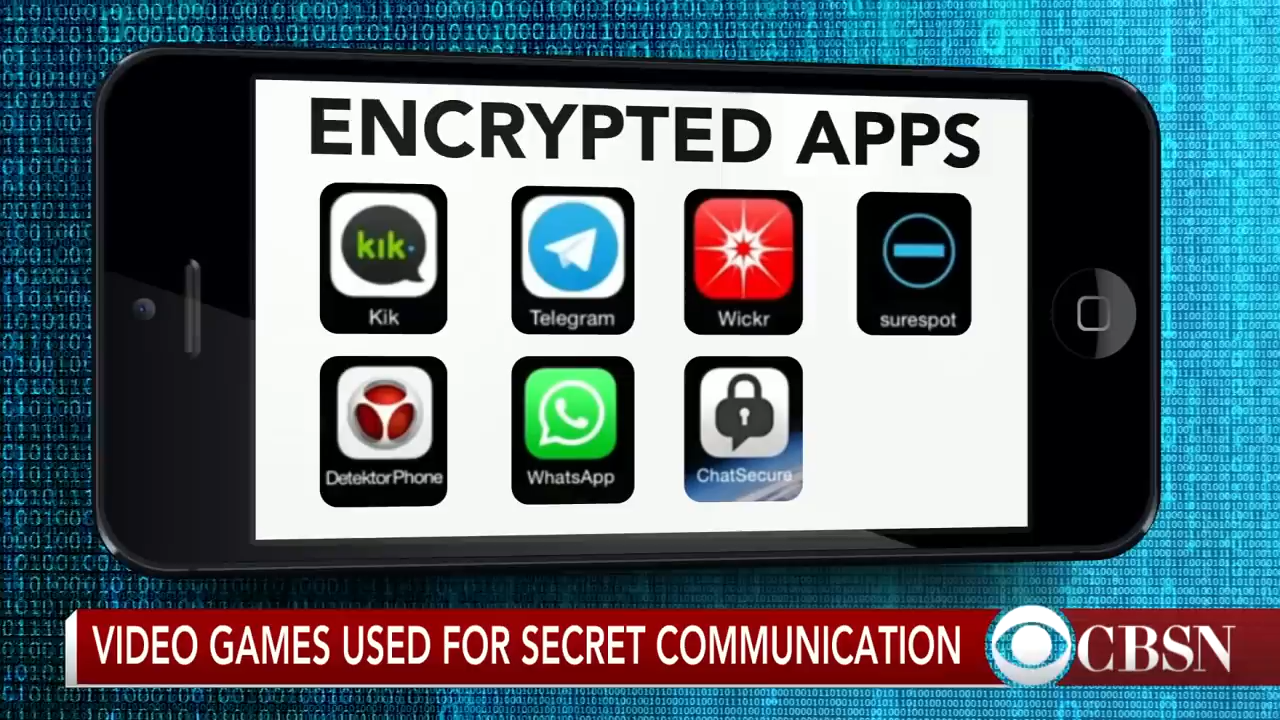 ENCRYPTED APPS
kik.
Kik
Telegram
Wickr
surespot
DetektorPhone
WhatsApp
ChatSecure
VIDEO GAMES USED FOR SECRET COMMUNICATION
CBSN